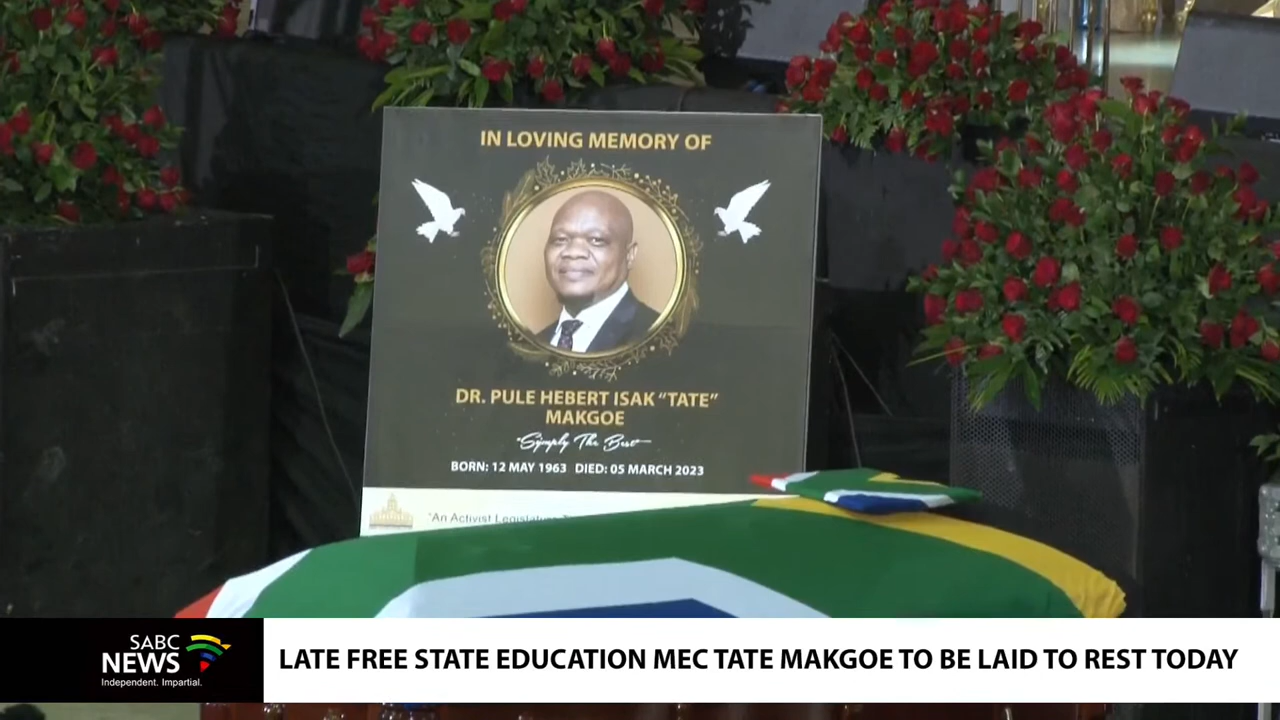 IN LOVING MEMORY OF
DR. PULE HEBERT ISAK “TATE”
MAKGOE
"Symply The Best"
BORN: 12 MAY 1963 DIED: 05 MARCH 2023
"An Activist Legislature
SABC
NEWS
Independent. Impartial.
LATE FREE STATE EDUCATION MEC TATE MAKGOE TO BE LAID TO REST TODAY